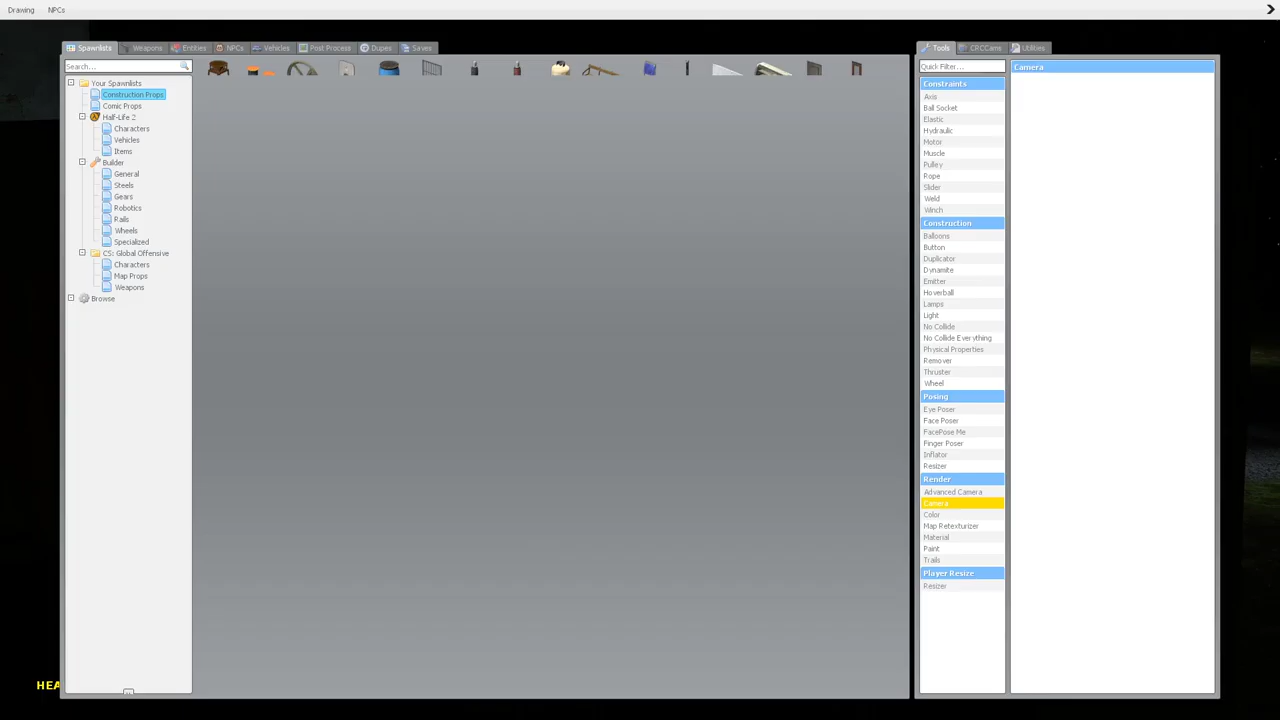 Drawing NPCs
Spawnlists Weapons Entities NPCs Vehicles Post Process Dupes Saves
Search...
Your Spawnlists
Construction Props
Comic Props
Half-Life 2
Characters
Vehicles
Items
Builder
General
Steels
Gears
Robotics
Rails
Wheels
Specialized
CS: Global Offensive
Characters
Map Props
Weapons
Browse
HEA
Tools CRCCams Utilities
Quick Filter...
Constraints
Axis
Ball Socket
Elastic
Hydraulic
Motor
Muscle
Pulley
Rope
Slider
Weld
Winch
Construction
Balloons
Button
Duplicator
Dynamite
Emitter
Hoverball
Lamps
Light
No Collide
No Collide Everything
Physical Properties
Remover
Thruster
Wheel
Posing
Eye Poser
Face Poser
FacePose Me
Finger Poser
Inflator
Resizer
Render
Advanced Camera
Camera
Color
Map Retexturizer
Material
Paint
Trails
Player Resize
Resizer
Camera